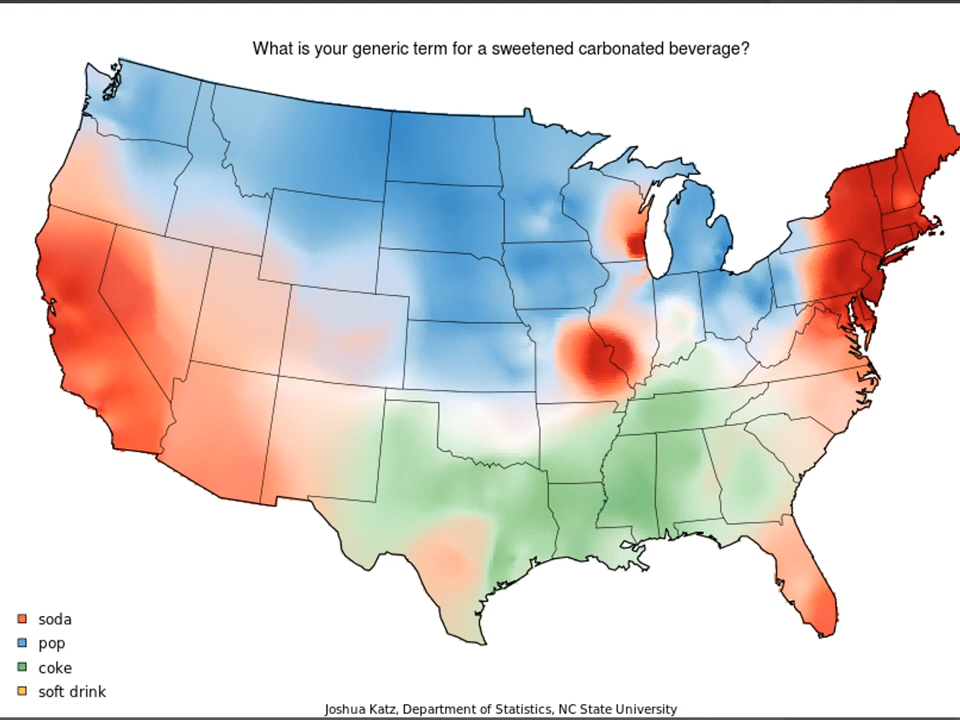 What is your generic term for a sweetened carbonated beverage?
soda
pop
coke
soft drink
Joshua Katz, Department of Statistics, NC State University